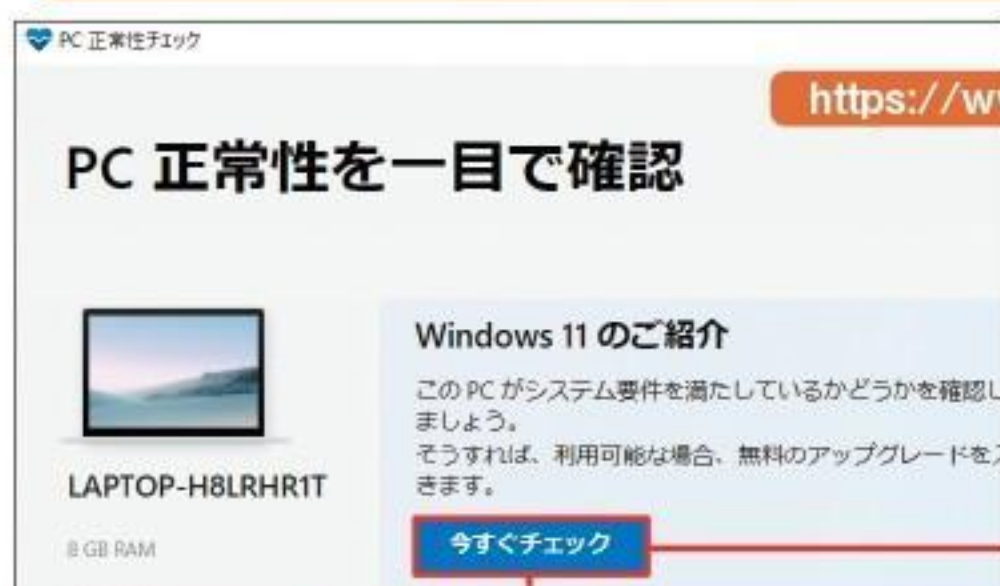 PC 正常性チェック
https://w
PC 正常性を一目で確認
Windows 11 のご紹介
この PC がシステム要件を満たしているかどうかを確認し
ましょう。
そうすれば、利用可能な場合、無料のアップグレードを
きます。
LAPTOP-H8LRHR1T
今すぐチェック
8 GB RAM